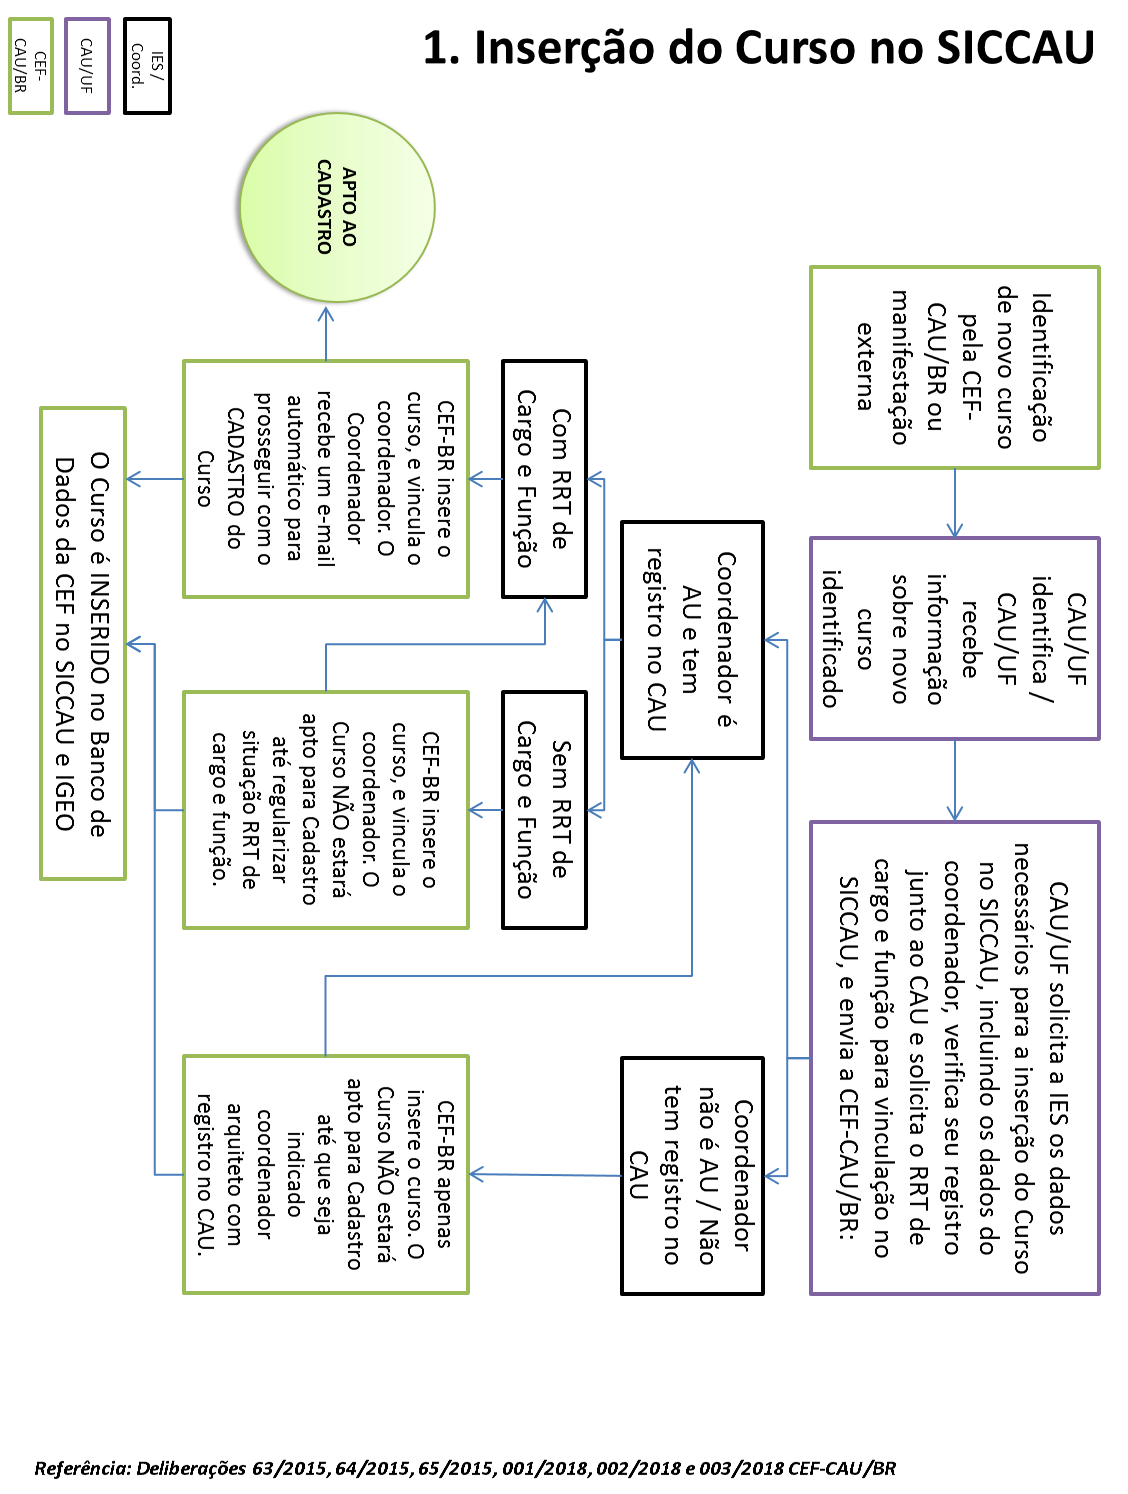 1. Inserção do Curso no SICCAU
IES /
Coord.
CAU/UF
CEF-
CAU/BR
Identificação
de novo curso
pela CEF-
CAU/BR ou
manifestação
externa
CAU/UF
identifica /
CAU/UF
recebe
informação
sobre novo
curso
identificado
CAU/UF solicita a IES os dados
necessários para a inserção do Curso
no SICCAU, incluindo os dados do
coordenador, verifica seu registro
junto ao CAU e solicita o RRT de
cargo e função para vinculação no
SICCAU, e envia a CEF-CAU/BR:
Coordenador é
AU e tem
registro no CAU
Coordenador
não é AU / Não
tem registro no
CAU
Com RRT de
Cargo e Função
Sem RRT de
Cargo e Função
CEF-BR insere o
curso, e vincula o
coordenador. O
Coordenador
recebe um e-mail
automático para
prosseguir com o
CADASTRO do
Curso
CEF-BR insere o
curso, e vincula o
coordenador. O
Curso NÃO estará
apto para Cadastro
até regularizar
situação RRT de
cargo e função.
CEF-BR apenas
insere o curso. O
Curso NÃO estará
apto para Cadastro
até que seja
indicado
coordenador
arquiteto com
registro no CAU.
APTO AO
CADASTRO
O Curso é INSERIDO no Banco de
Dados da CEF no SICCAU e IGEO
Referência: Deliberações 63/2015, 64/2015, 65/2015, 001/2018, 002/2018 e 003/2018 CEF-CAU/BR